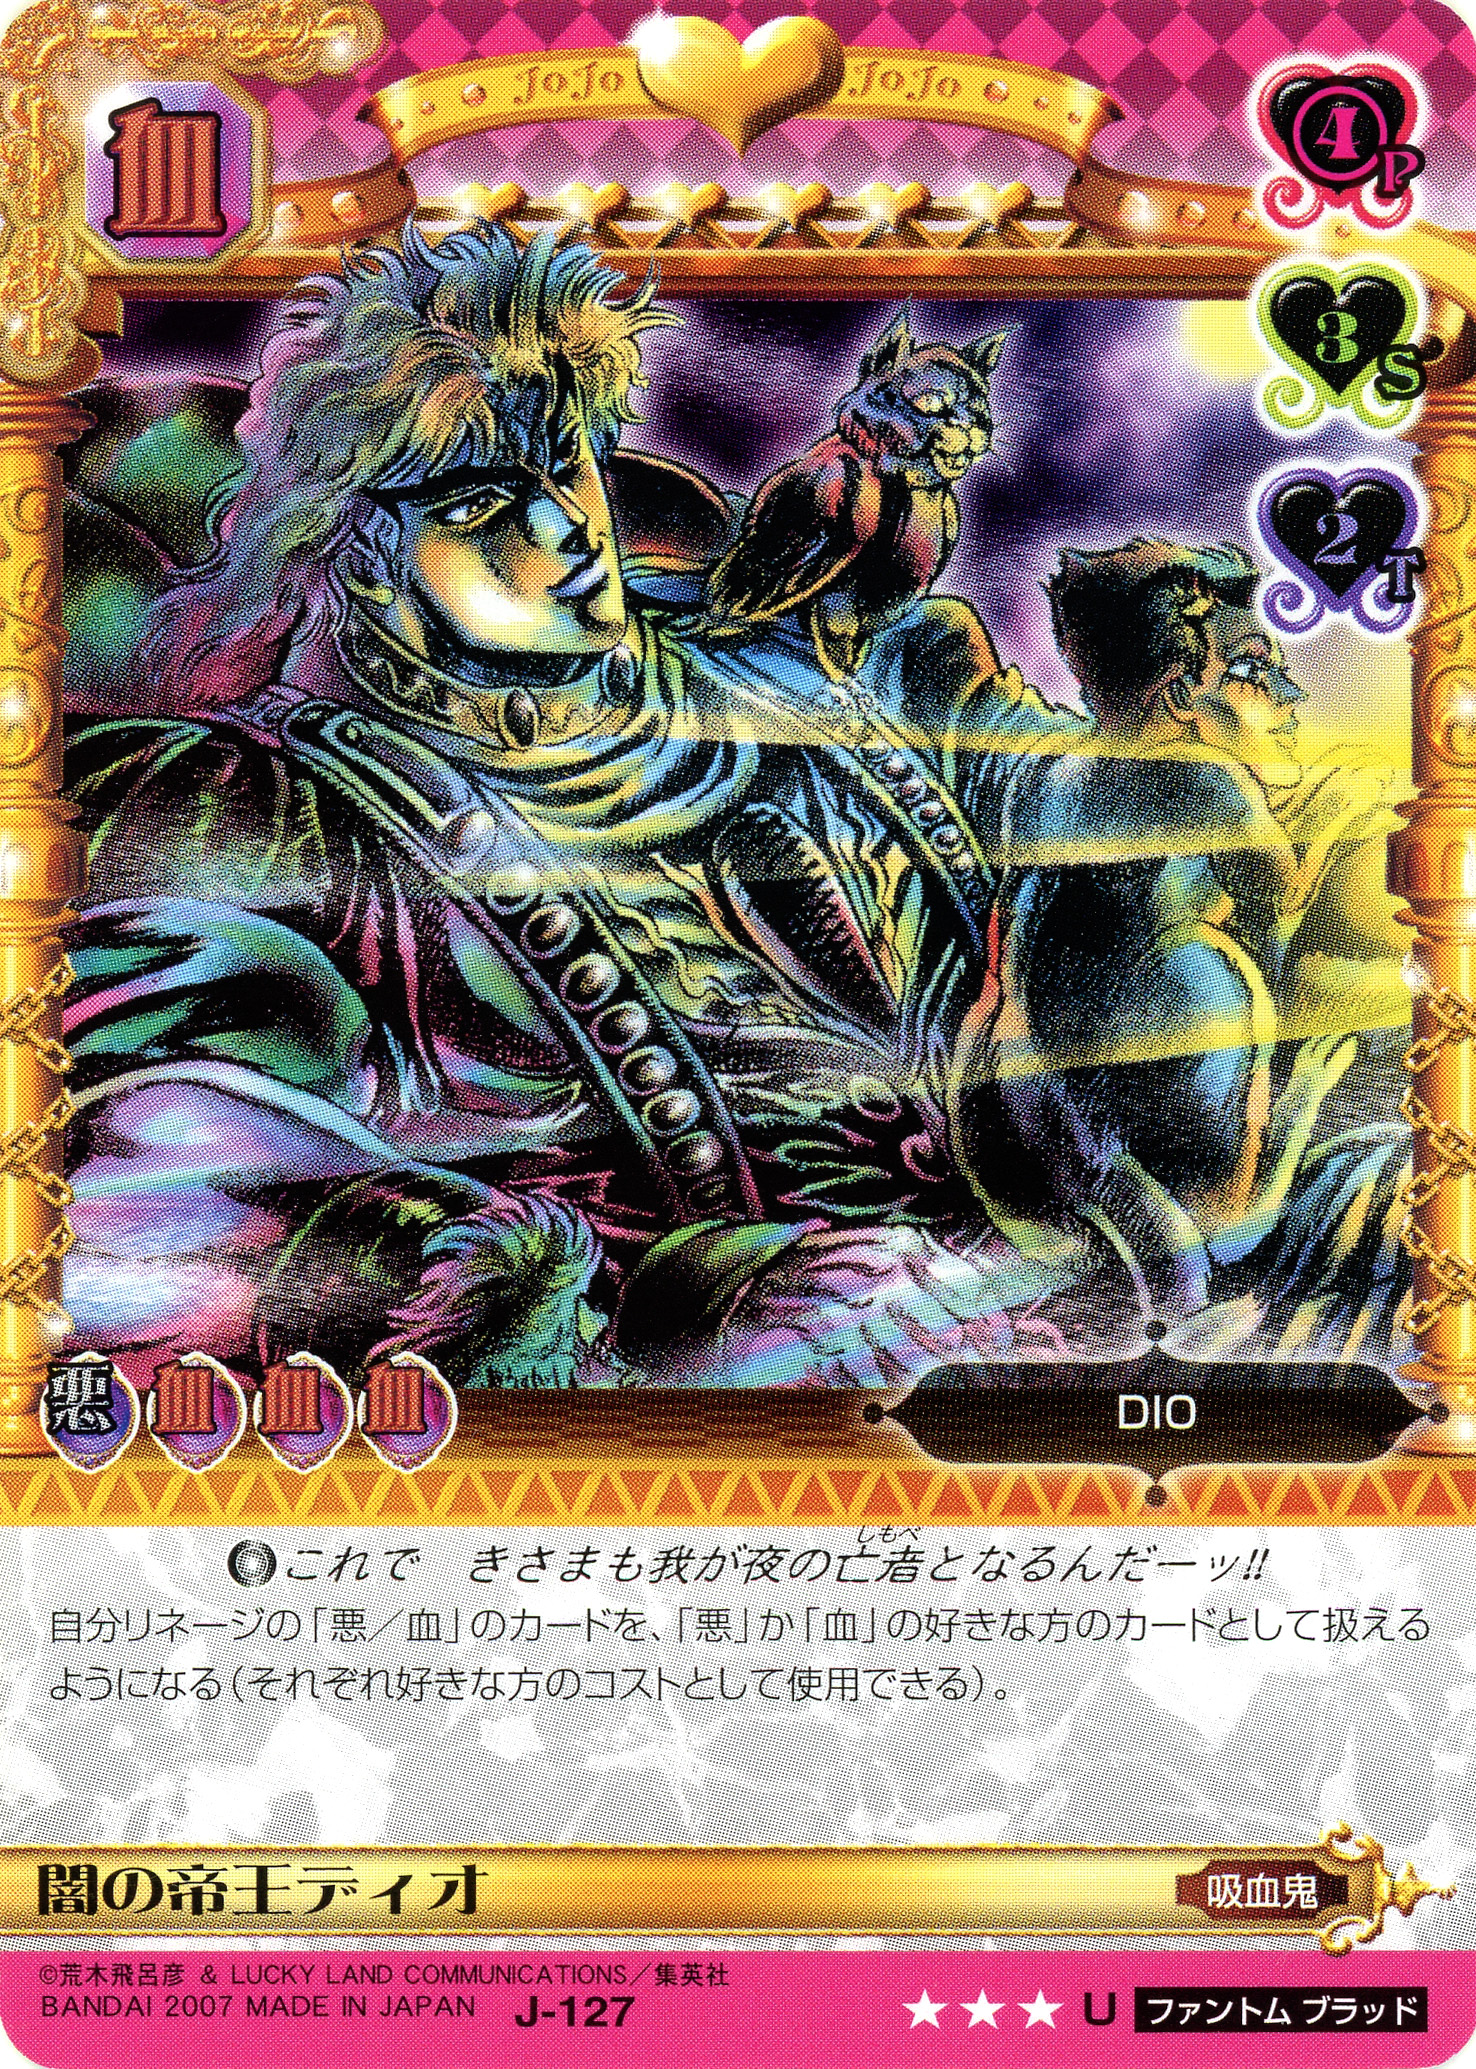 JoJo JoJo
血
4 P
3 S
2 T
悪 血 血 血
DIO
しもべ
これで きさまも我が夜の亡者となるんだーッ!!
自分リネージの「悪／血」のカードを、「悪」か「血」の好きな方のカードとして扱える
ようになる（それぞれ好きな方のコストとして使用できる）。
闇の帝王ディオ
吸血鬼
©荒木飛呂彦 & LUCKY LAND COMMUNICATIONS／集英社
BANDAI 2007 MADE IN JAPAN J-127
★★★ U ファントム ブラッド